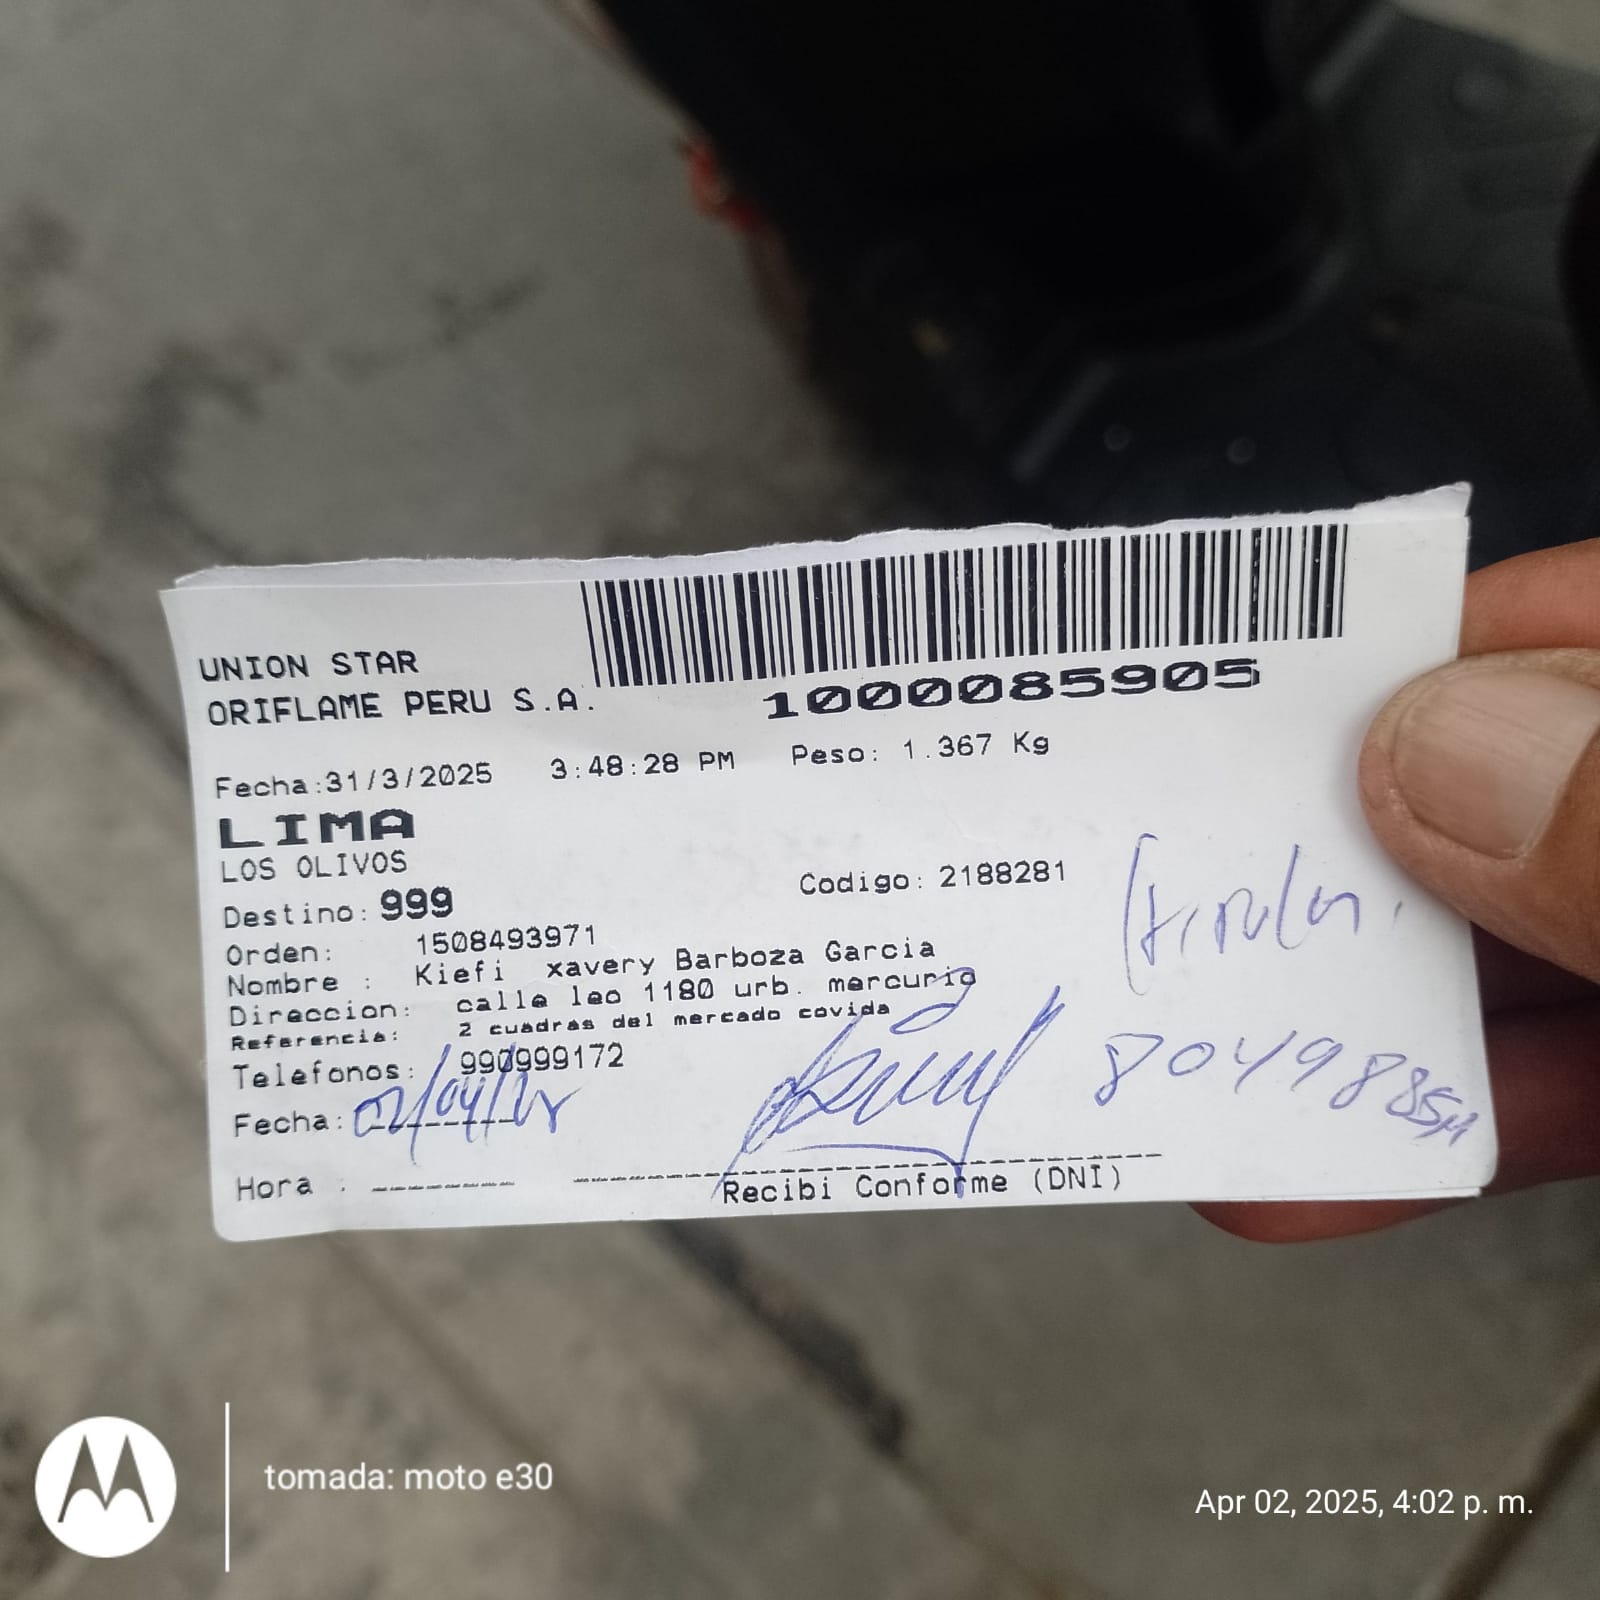 UNION STAR
ORIFLAME PERU S.A.
1000085905
Fecha:31/3/2025 3:48:28 PM Peso: 1.367 Kg
LIMA
LOS OLIVOS
Codigo: 2188281
Destino: 999
Orden: 1508493971
Nombre : Kiefi xavery Barboza Garcia
Direccion: calle leo 1180 urb. mercurio
Referencia: 2 cuadras del mercado covida
Telefonos: 990999172
Fecha: 02/04/25
Hora :
Recibi Conforme (DNI)
tomada: moto e30
Apr 02, 2025, 4:02 p. m.